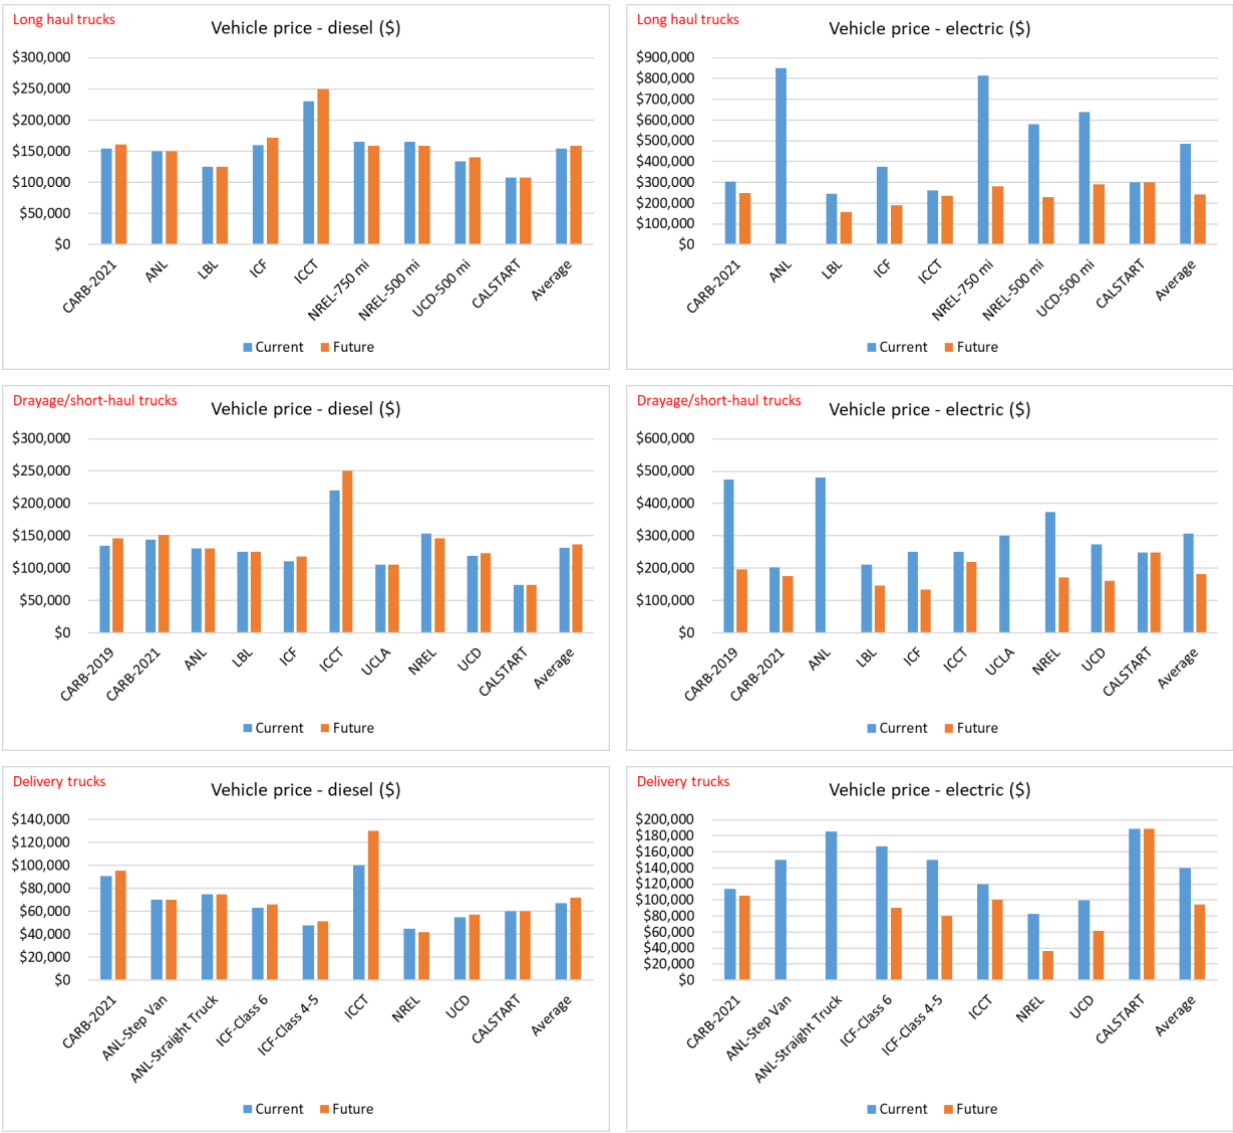 Long haul trucks
Vehicle price - diesel ($)
$300,000
$250,000
$200,000
$150,000
$100,000
$50,000
$0
CARB-2021
ANL
LBL
ICF
ICCT
NREL-750 mi
NREL-500 mi
UCD-500 mi
CALSTART
Average
Current Future
Long haul trucks
Vehicle price - electric ($)
$900,000
$800,000
$700,000
$600,000
$500,000
$400,000
$300,000
$200,000
$100,000
$0
CARB-2021
ANL
LBL
ICF
ICCT
NREL-750 mi
NREL-500 mi
UCD-500 mi
CALSTART
Average
Current Future
Drayage/short-haul trucks
Vehicle price - diesel ($)
$300,000
$250,000
$200,000
$150,000
$100,000
$50,000
$0
CARB-2019
CARB-2021
ANL
LBL
ICF
ICCT
UCLA
NREL
UCD
CALSTART
Average
Current Future
Drayage/short-haul trucks
Vehicle price - electric ($)
$600,000
$500,000
$400,000
$300,000
$200,000
$100,000
$0
CARB-2019
CARB-2021
ANL
LBL
ICF
ICCT
UCLA
NREL
UCD
CALSTART
Average
Current Future
Delivery trucks
Vehicle price - diesel ($)
$140,000
$120,000
$100,000
$80,000
$60,000
$40,000
$20,000
$0
CARB-2021
ANL-Step Van
ANL-Straight Truck
ICF-Class 6
ICF-Class 4-5
ICCT
NREL
UCD
CALSTART
Average
Current Future
Delivery trucks
Vehicle price - electric ($)
$200,000
$180,000
$160,000
$140,000
$120,000
$100,000
$80,000
$60,000
$40,000
$20,000
$0
CARB-2021
ANL-Step Van
ANL-Straight Truck
ICF-Class 6
ICF-Class 4-5
ICCT
NREL
UCD
CALSTART
Average
Current Future